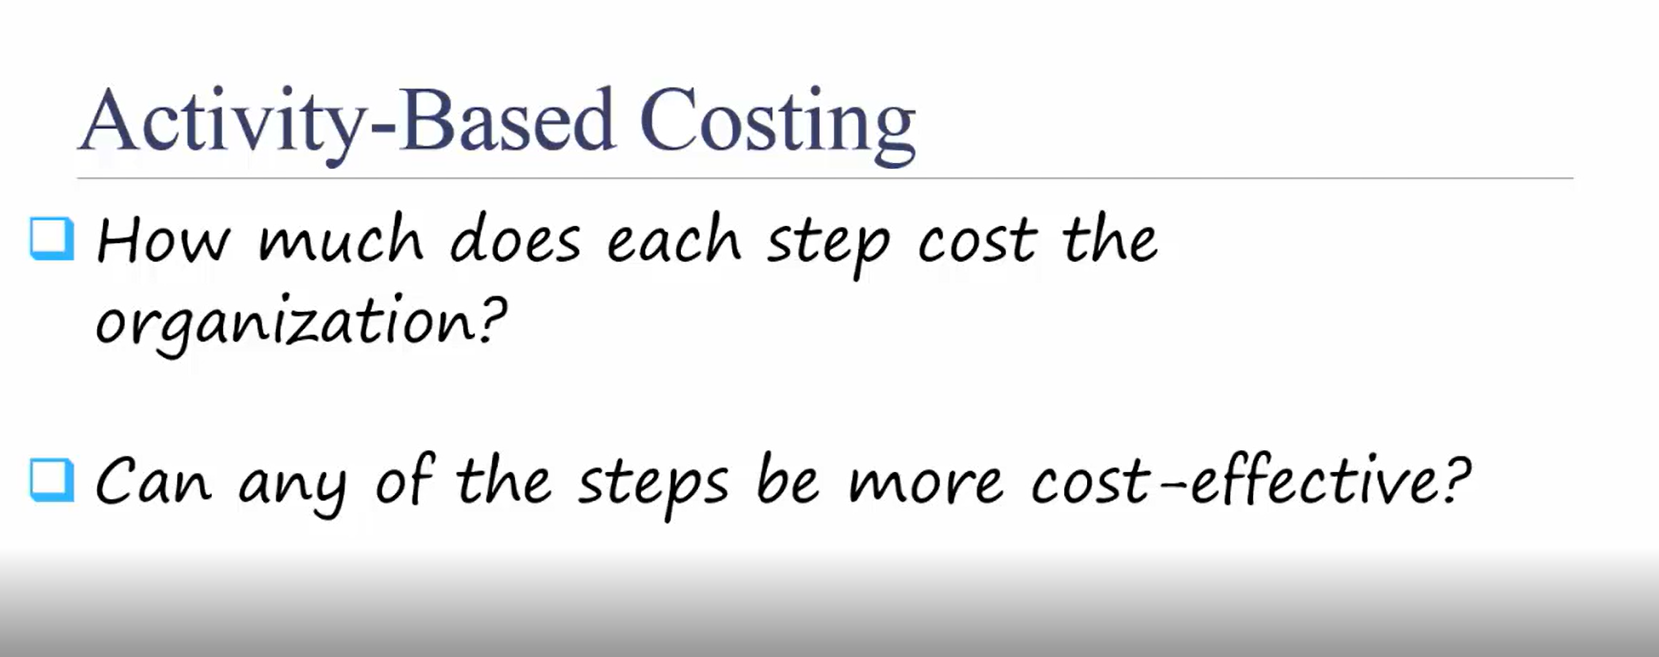 Activity-Based Costing
How much does each step cost the
organization?
Can any of the steps be more cost-effective?